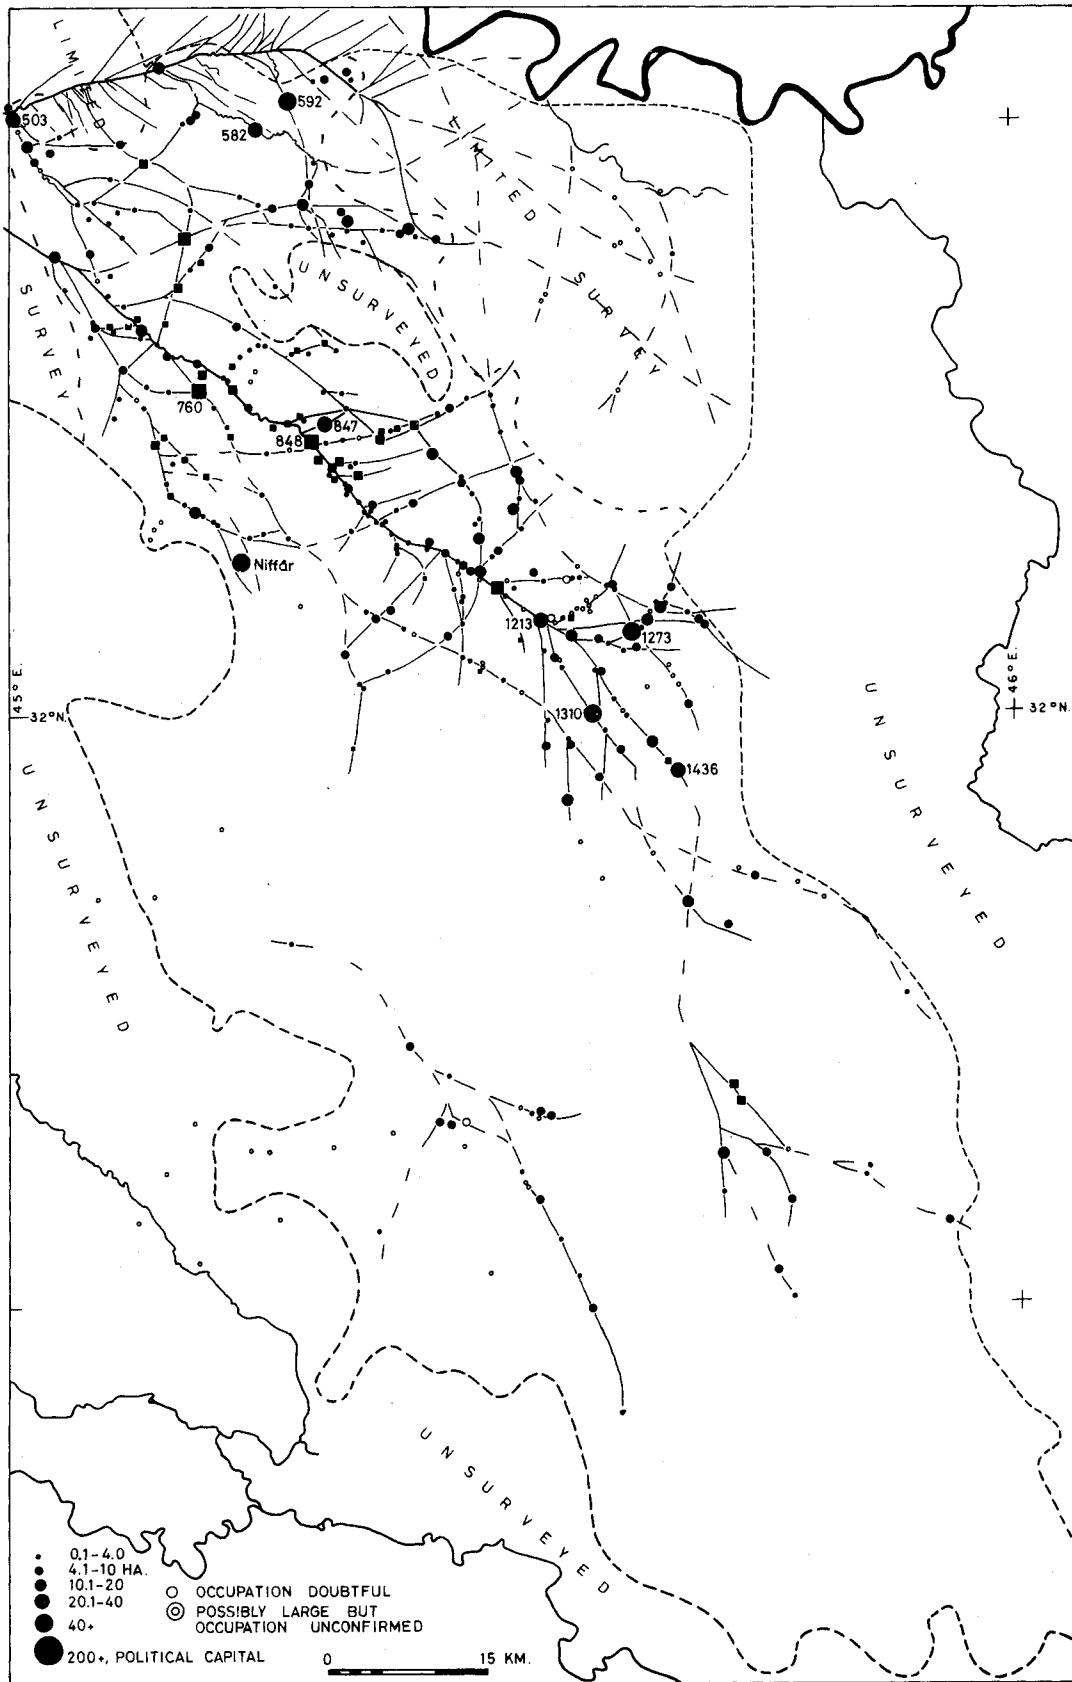 LIMITED
592
503
582
LIMITED SURVEY
UNSURVEYED
SURVEY
760
847
848
Niffār
1213
1273
45° E.
46° E.
32° N.
1310
32° N.
1436
UNSURVEYED
UNSURVEYED
UNSURVEYED
0.1–4.0
4.1–10 HA.
10.1–20
20.1–40
40+
200+, POLITICAL CAPITAL
OCCUPATION DOUBTFUL
POSSIBLY LARGE BUT
OCCUPATION UNCONFIRMED
0 15 KM.